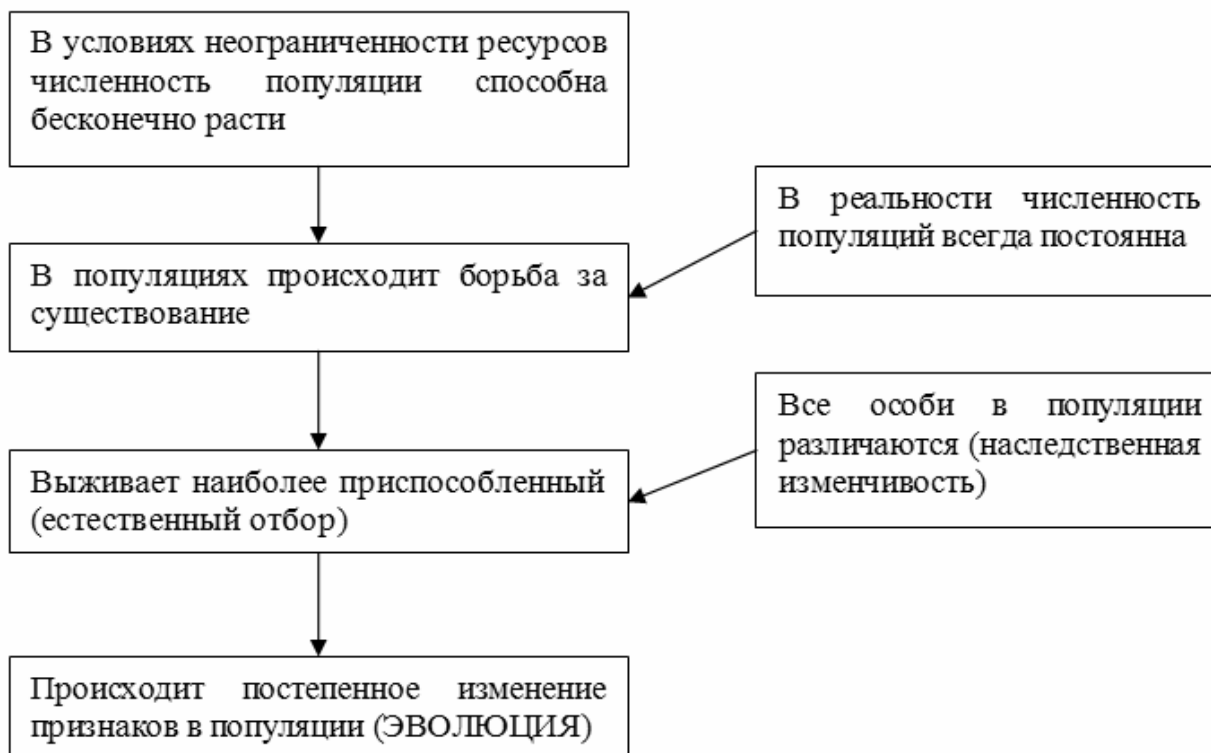 В условиях неограниченности ресурсов
численность популяции способна
бесконечно расти
В реальности численность
популяций всегда постоянна
В популяциях происходит борьба за
существование
Все особи в популяции
различаются (наследственная
изменчивость)
Выживает наиболее приспособленный
(естественный отбор)
Происходит постепенное изменение
признаков в популяции (ЭВОЛЮЦИЯ)